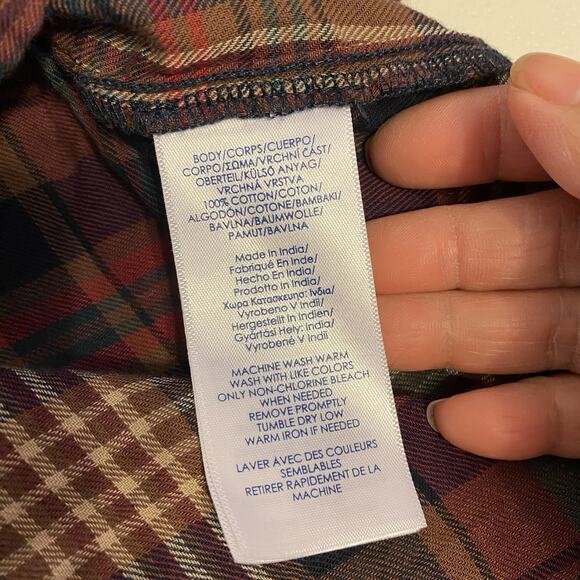 BODY/CORPS/CUERPO/
CORPO/ΣΩΜΑ/VRCHNÍ ČÁST/
OBERTEIL/KÜLSŐ ANYAG/
VRCHNÁ VRSTVA
100% COTTON/COTON/
ALGODÓN/COTONE/BAMBAKI/
BAVLNA/BAUMWOLLE/
PAMUT/BAVLNA
Made In India/
Fabriqué En Inde/
Hecho En India/
Prodotto In India/
Χωρα Κατασκευησ: Ινδια/
Vyrobeno V Indii/
Hergestellt In Indien/
Gyártási Hely: India/
Vyrobené V Indii
MACHINE WASH WARM
WASH WITH LIKE COLORS
ONLY NON-CHLORINE BLEACH
WHEN NEEDED
REMOVE PROMPTLY
TUMBLE DRY LOW
WARM IRON IF NEEDED
LAVER AVEC DES COULEURS
SEMBLABLES
RETIRER RAPIDEMENT DE LA
MACHINE